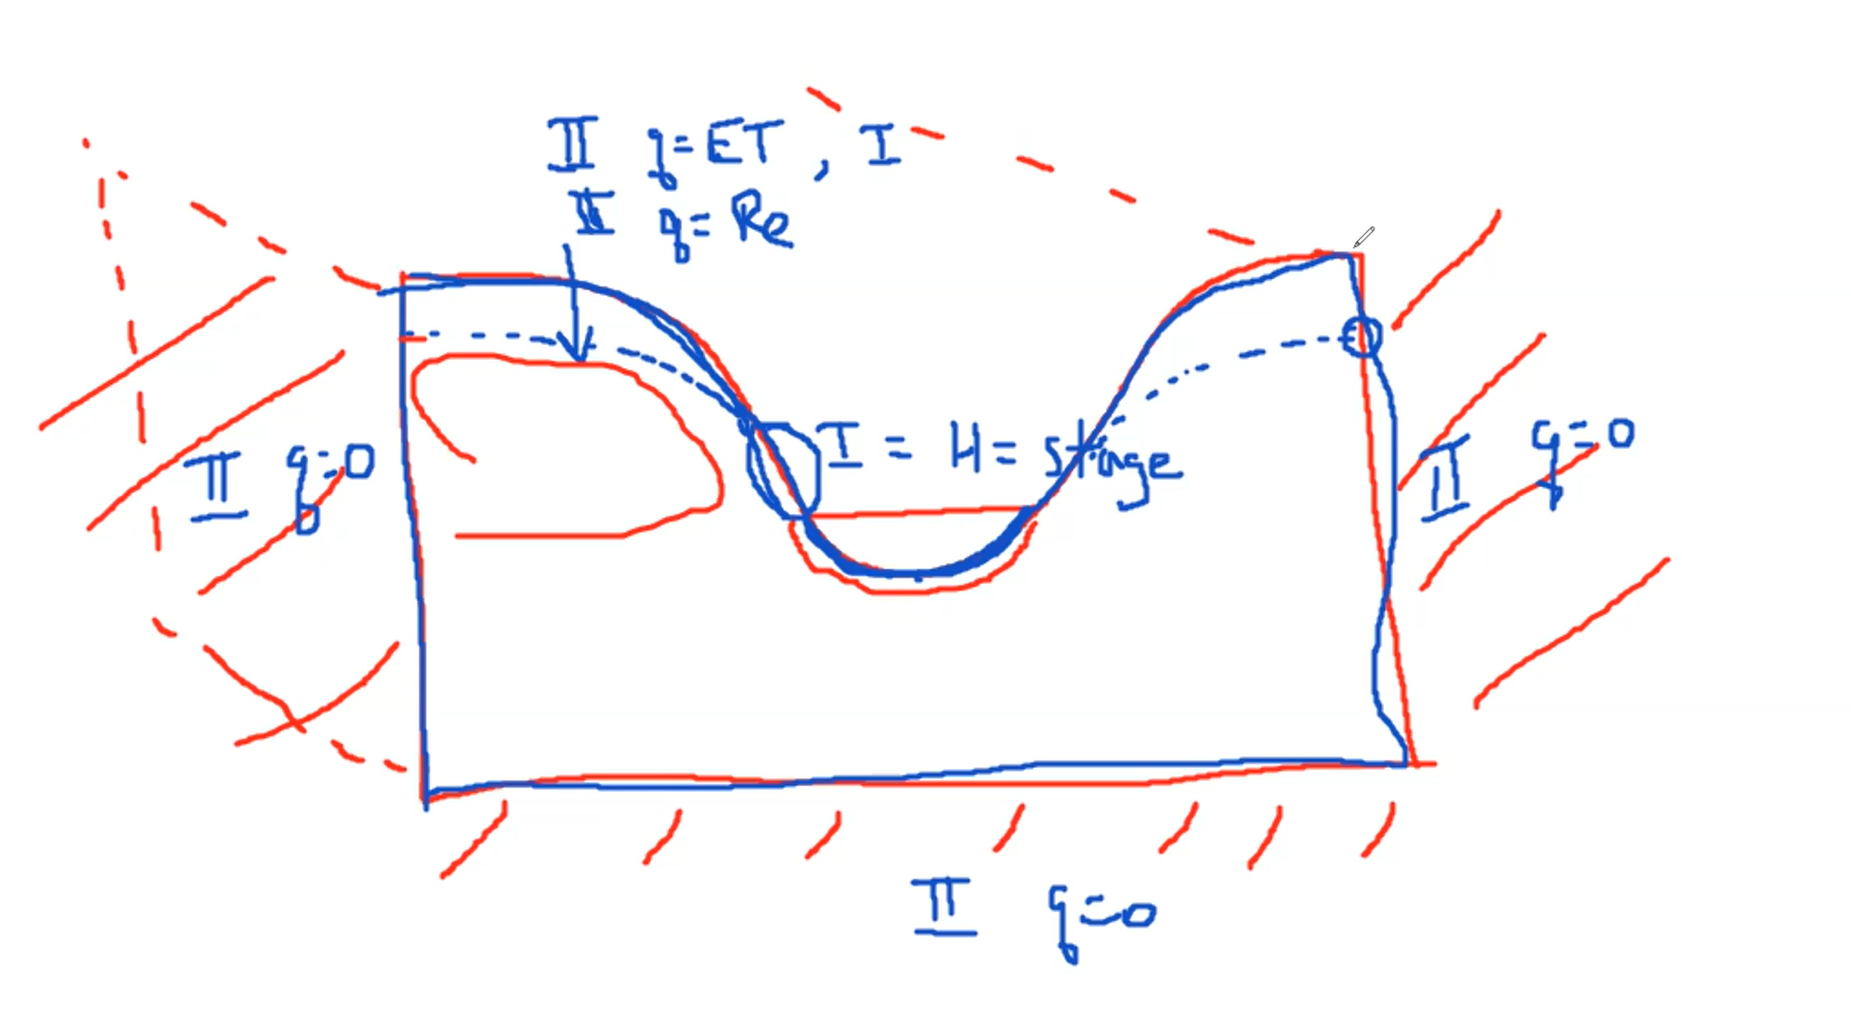 II q=ET, I
II q= Re
I = H= stage
II q=0
II q=0
II q=0